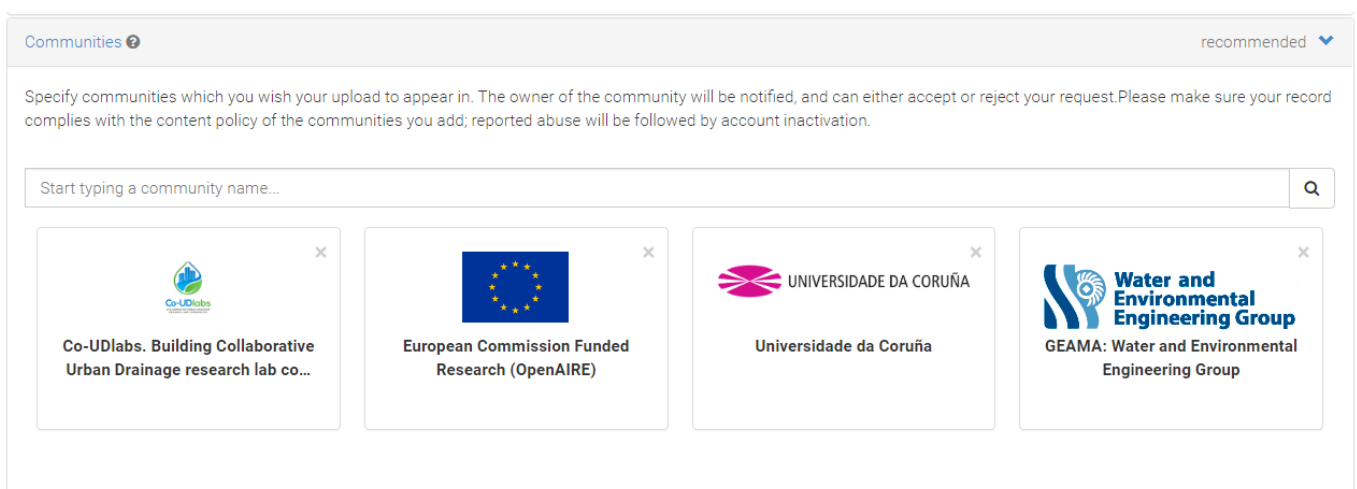 Communities
recommended
Specify communities which you wish your upload to appear in. The owner of the community will be notified, and can either accept or reject your request.Please make sure your record
complies with the content policy of the communities you add; reported abuse will be followed by account inactivation.
Start typing a community name...
Co-UDlabs
Co-UDlabs. Building Collaborative
Urban Drainage research lab co...
European Commission Funded
Research (OpenAIRE)
UNIVERSIDADE DA CORUÑA
Universidade da Coruña
Water and
Environmental
Engineering Group
GEAMA: Water and Environmental
Engineering Group